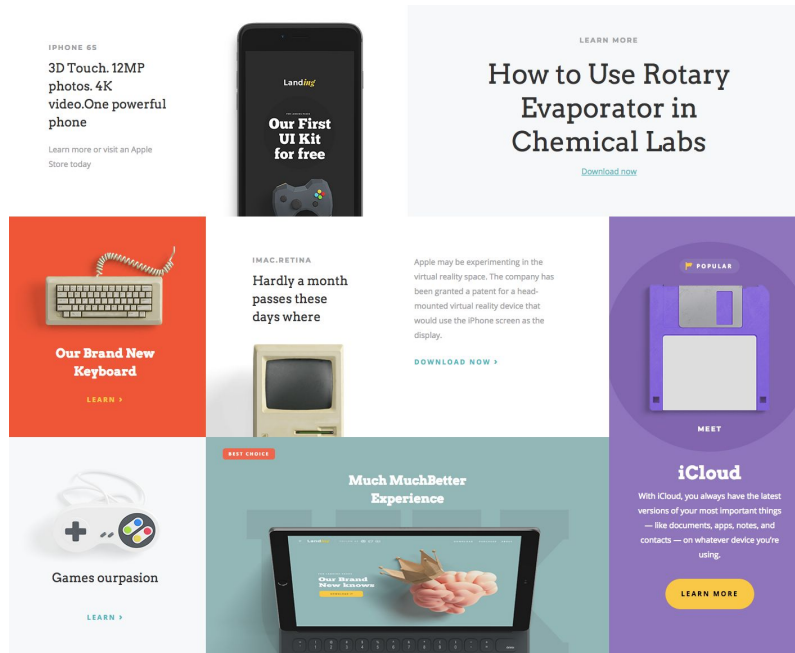 IPHONE 6S
3D Touch. 12MP
photos. 4K
video.One powerful
phone
Learn more or visit an Apple
Store today
Landing
Our First
UI Kit
for free
LEARN MORE
How to Use Rotary
Evaporator in
Chemical Labs
Download now
Our Brand New
Keyboard
LEARN >
IMAC.RETINA
Hardly a month
passes these
days where
Apple may be experimenting in the
virtual reality space. The company has
been granted a patent for a head-
mounted virtual reality device that
would use the iPhone screen as the
display.
DOWNLOAD NOW >
POPULAR
MEET
iCloud
With iCloud, you always have the latest
versions of your most important things
— like documents, apps, notes, and
contacts — on whatever device you're
using.
LEARN MORE
Games ourpasion
LEARN >
BEST CHOICE
Much MuchBetter
Experience
Landing
Our Brand
New knows